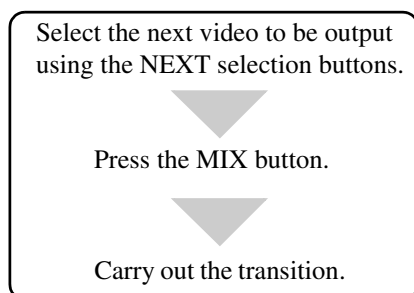 Select the next video to be output
using the NEXT selection buttons.
Press the MIX button.
Carry out the transition.